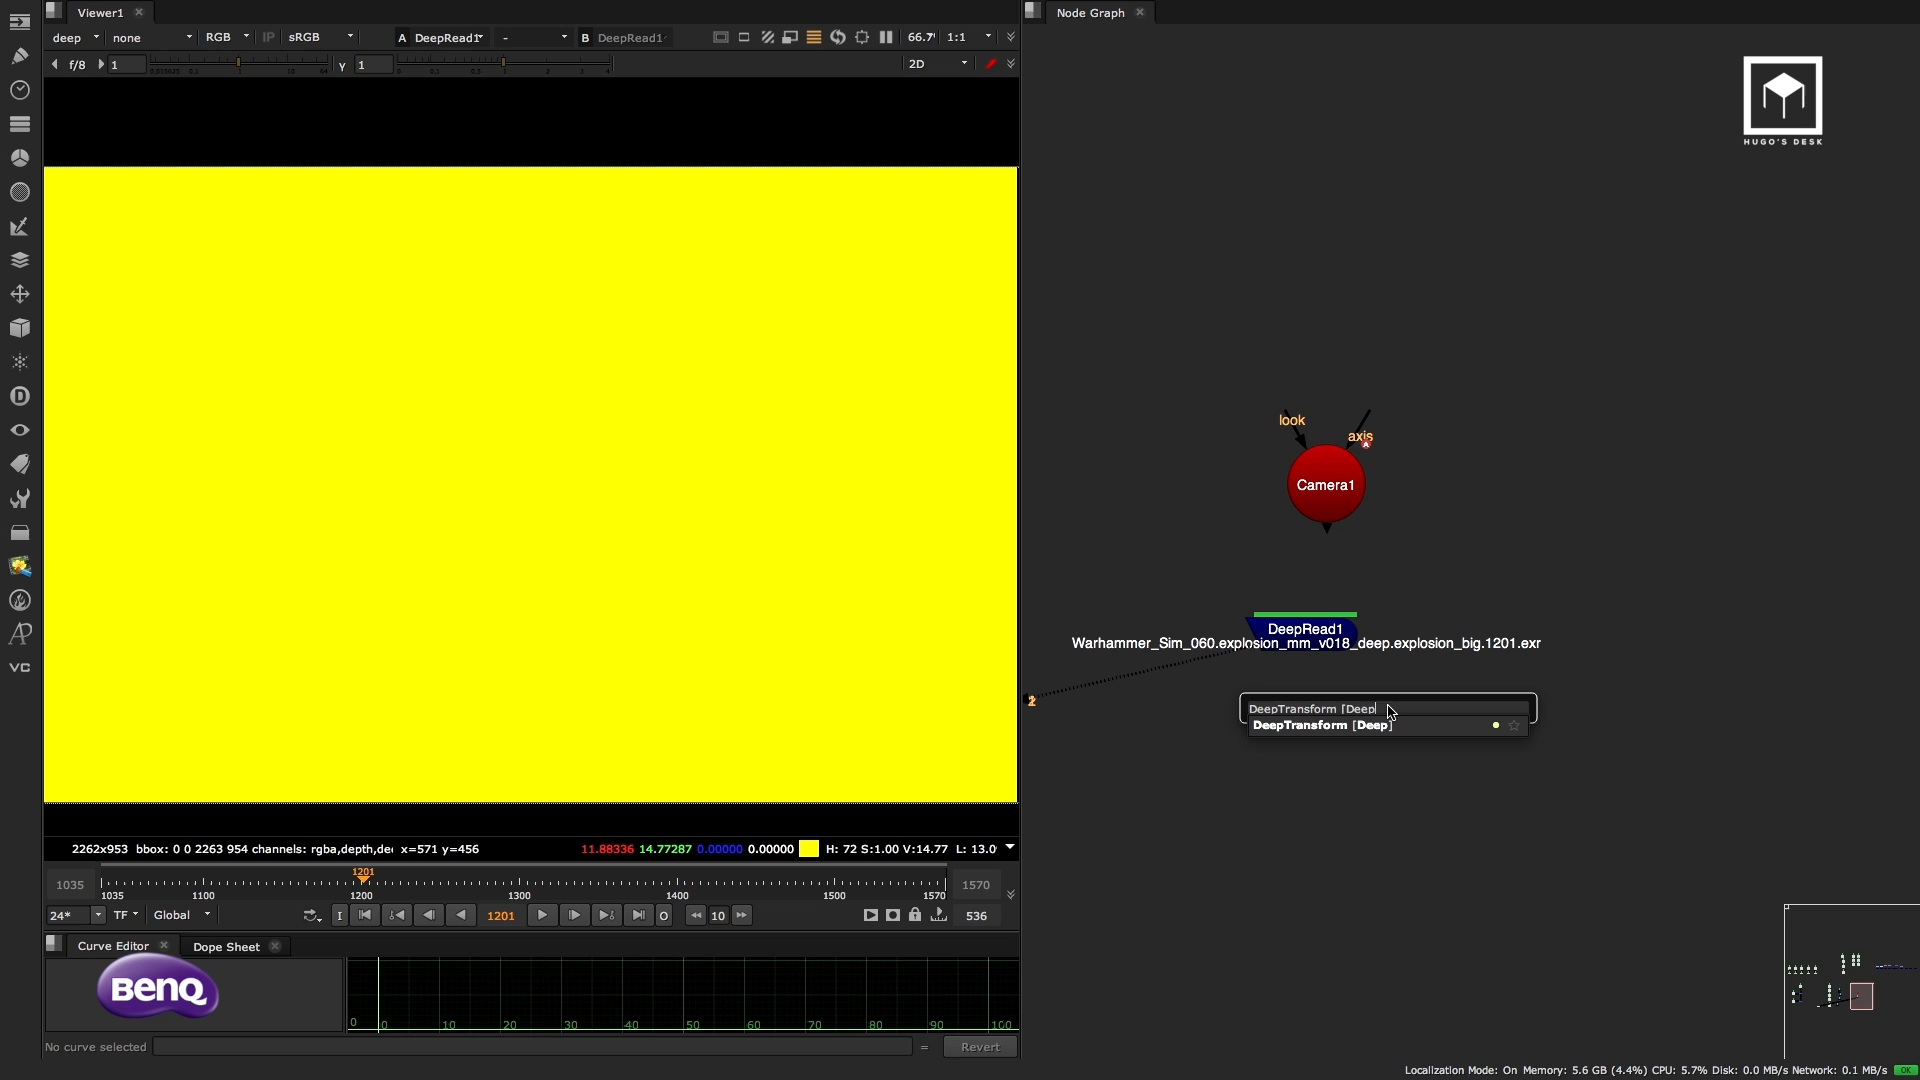 Viewer1
deep none RGB IP sRGB A DeepRead1 - B DeepRead1 66.7 1:1
f/8 1 γ 1 2D
2262x953 bbox: 0 0 2263 954 channels: rgba,depth,de x=571 y=456 11.88336 14.77287 0.00000 0.00000 H: 72 S:1.00 V:14.77 L: 13.0
1035 1201 1570
1035 1100 1200 1300 1400 1500 1570
24* TF Global I 1201 O 10 536
Curve Editor Dope Sheet
BenQ
0 0 10 20 30 40 50 60 70 80 90 100
No curve selected = Revert
Node Graph
HUGO'S DESK
look
axis
Camera1
DeepRead1
Warhammer_Sim_060.explosion_mm_v018_deep.explosion_big.1201.exr
DeepTransform [Deep
DeepTransform [Deep]
AP
VC
D
Localization Mode: On Memory: 5.6 GB (4.4%) CPU: 5.7% Disk: 0.0 MB/s Network: 0.1 MB/s OK